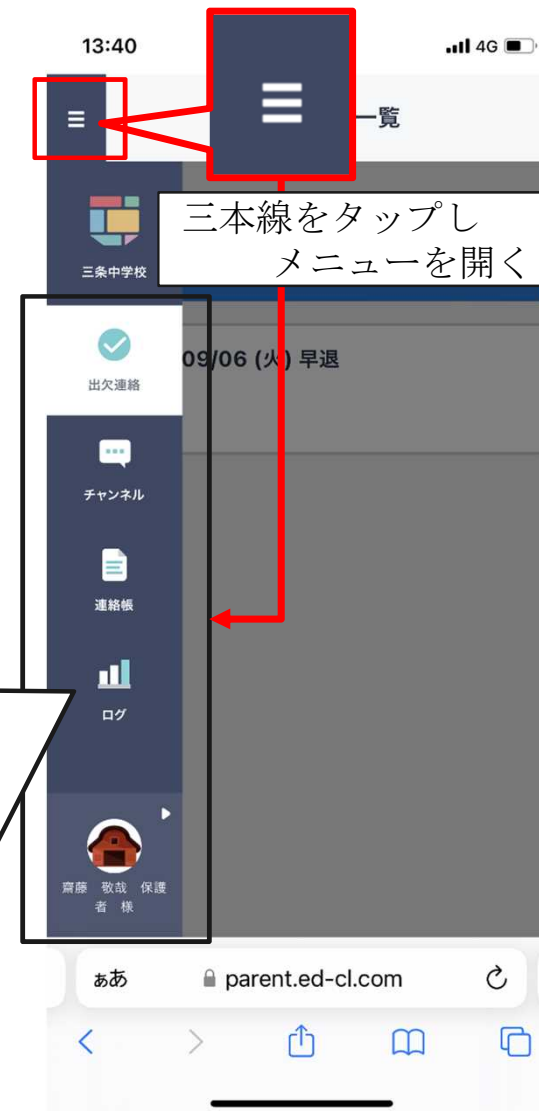 13:40
4G
一覧
三本線をタップし
メニューを開く
三条中学校
09/06 (火) 早退
出欠連絡
チャンネル
連絡帳
ログ
齋藤 敬哉 保護
者 様
ぁあ
parent.ed-cl.com